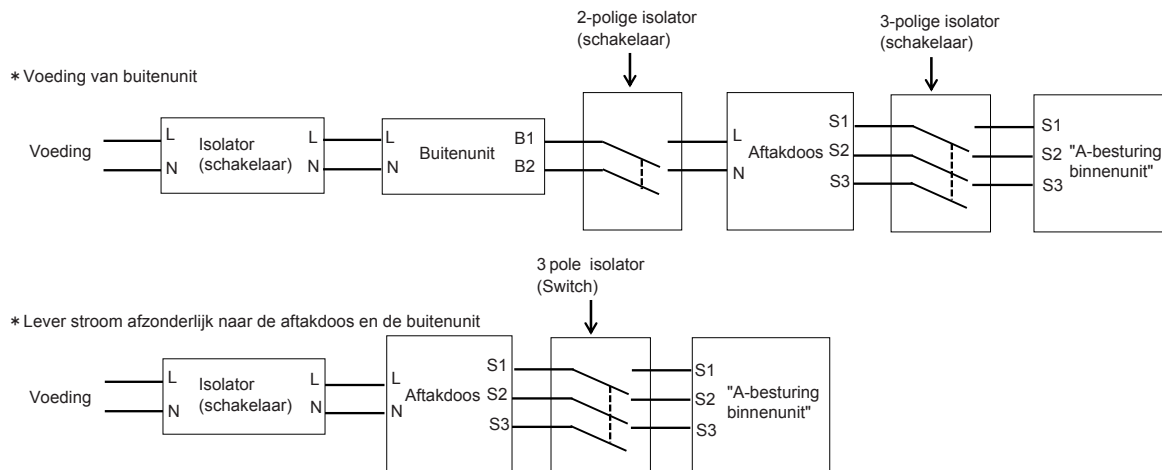 2-polige isolator
(schakelaar)
3-polige isolator
(schakelaar)
* Voeding van buitenunit
Voeding
L
N
Isolator
(schakelaar)
L
N
L
N
Buitenunit
B1
B2
L
N
Aftakdoos
S1
S2
S3
S1
S2
S3
"A-besturing
binnenunit"
3 pole isolator
(Switch)
* Lever stroom afzonderlijk naar de aftakdoos en de buitenunit
Voeding
L
N
Isolator
(schakelaar)
L
N
L
N
Aftakdoos
S1
S2
S3
S1
S2
S3
"A-besturing
binnenunit"